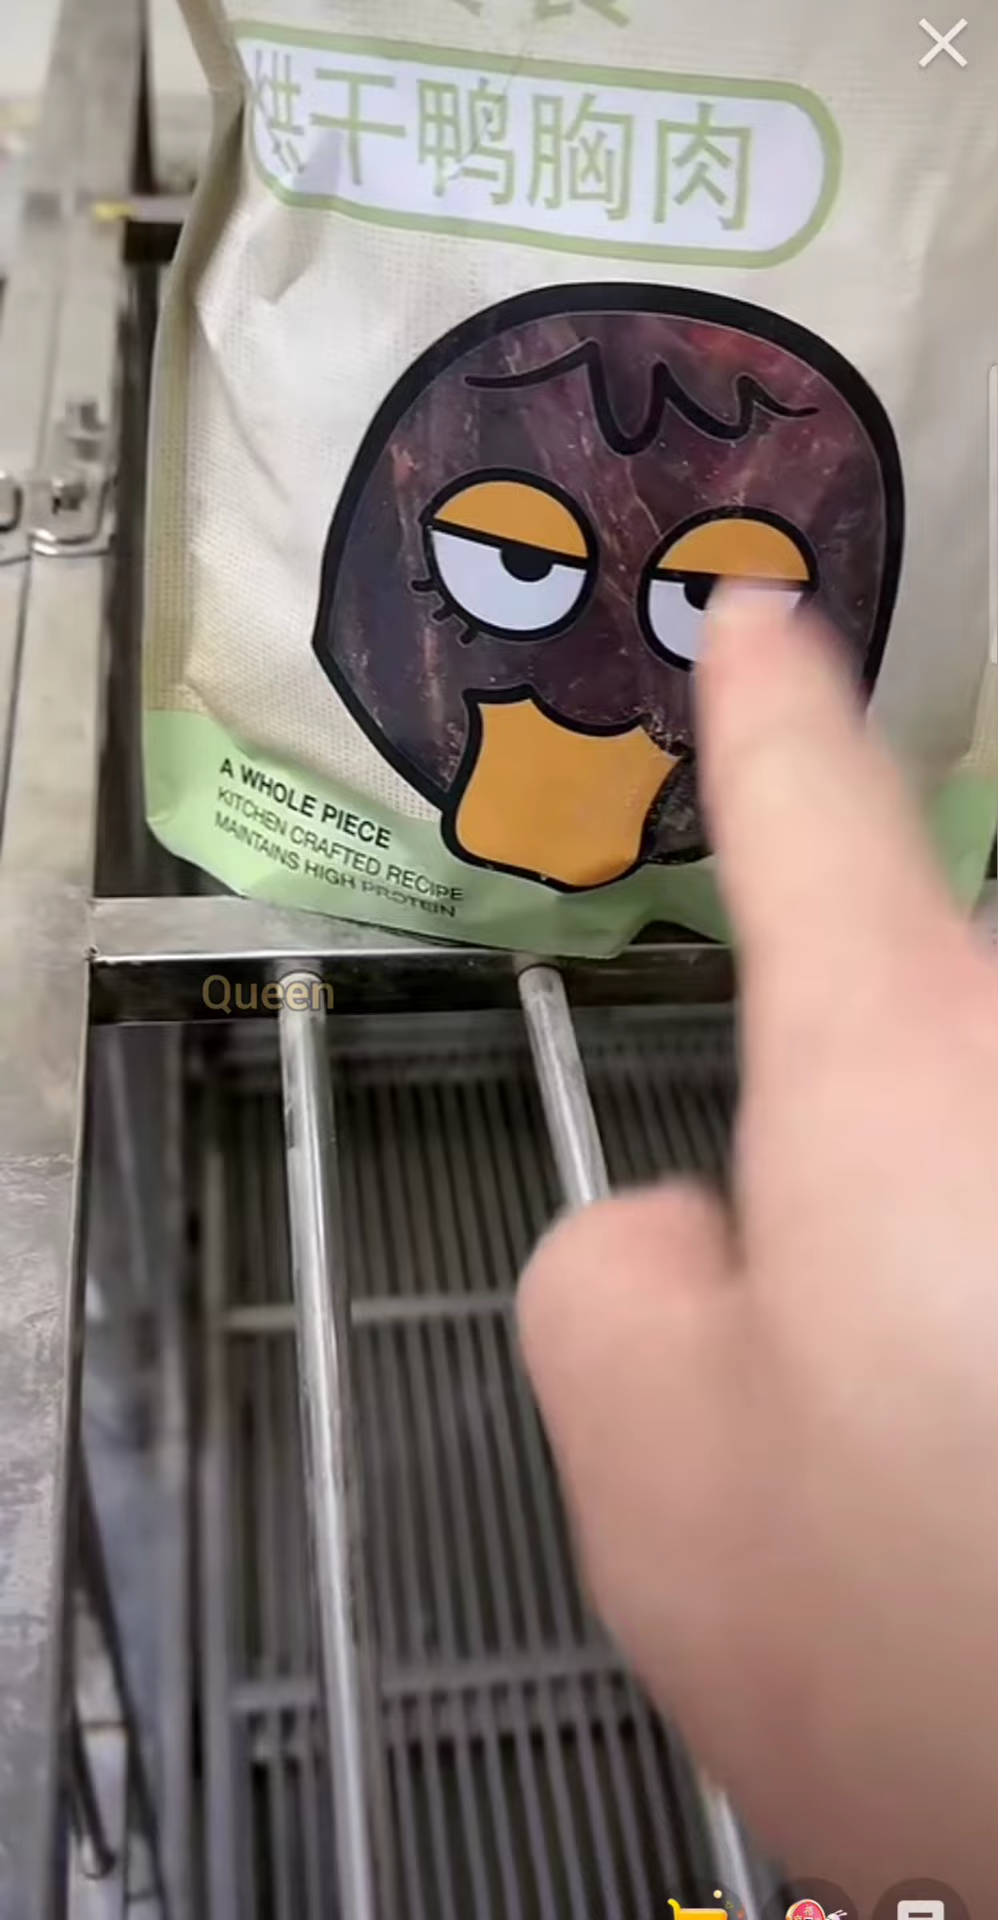 烘干鸭胸肉
A WHOLE PIECE
KITCHEN CRAFTED RECIPE
MAINTAINS HIGH PROTEIN
Queen